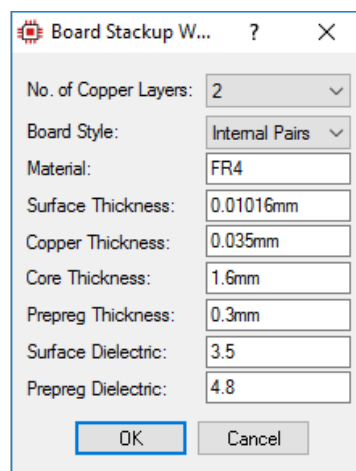 Board Stackup W... ?
No. of Copper Layers: 2
Board Style: Internal Pairs
Material: FR4
Surface Thickness: 0.01016mm
Copper Thickness: 0.035mm
Core Thickness: 1.6mm
Prepreg Thickness: 0.3mm
Surface Dielectric: 3.5
Prepreg Dielectric: 4.8
OK Cancel